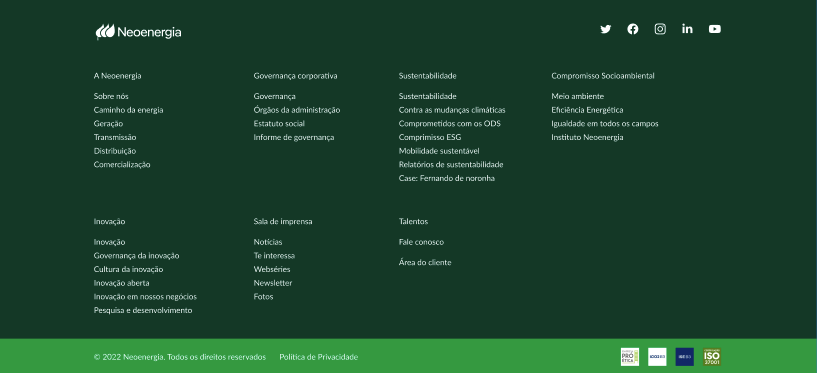 Neoenergia
A Neoenergia
Sobre nós
Caminho da energia
Geração
Transmissão
Distribuição
Comercialização
Governança corporativa
Governança
Órgãos da administração
Estatuto social
Informe de governança
Sustentabilidade
Sustentabilidade
Contra as mudanças climáticas
Comprometidos com os ODS
Comprimisso ESG
Mobilidade sustentável
Relatórios de sustentabilidade
Case: Fernando de noronha
Compromisso Socioambiental
Meio ambiente
Eficiência Energética
Igualdade em todos os campos
Instituto Neoenergia
Inovação
Inovação
Governança da inovação
Cultura da inovação
Inovação aberta
Inovação em nossos negócios
Pesquisa e desenvolvimento
Sala de imprensa
Notícias
Te interessa
Webséries
Newsletter
Fotos
Talentos
Fale conosco
Área do cliente
© 2022 Neoenergia. Todos os direitos reservados
Política de Privacidade
PRÓ
ÉTICA
ISO
37001